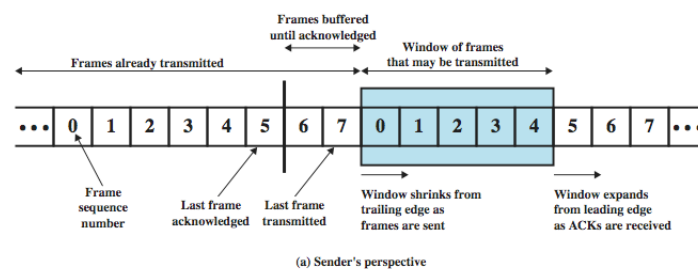 Frames buffered
until acknowledged
Window of frames
that may be transmitted
Frames already transmitted
••• 0 1 2 3 4 5 6 7 0 1 2 3 4 5 6 7 •••
Frame
sequence
number
Last frame
acknowledged
Last frame
transmitted
Window shrinks from
trailing edge as
frames are sent
Window expands
from leading edge
as ACKs are received
(a) Sender's perspective